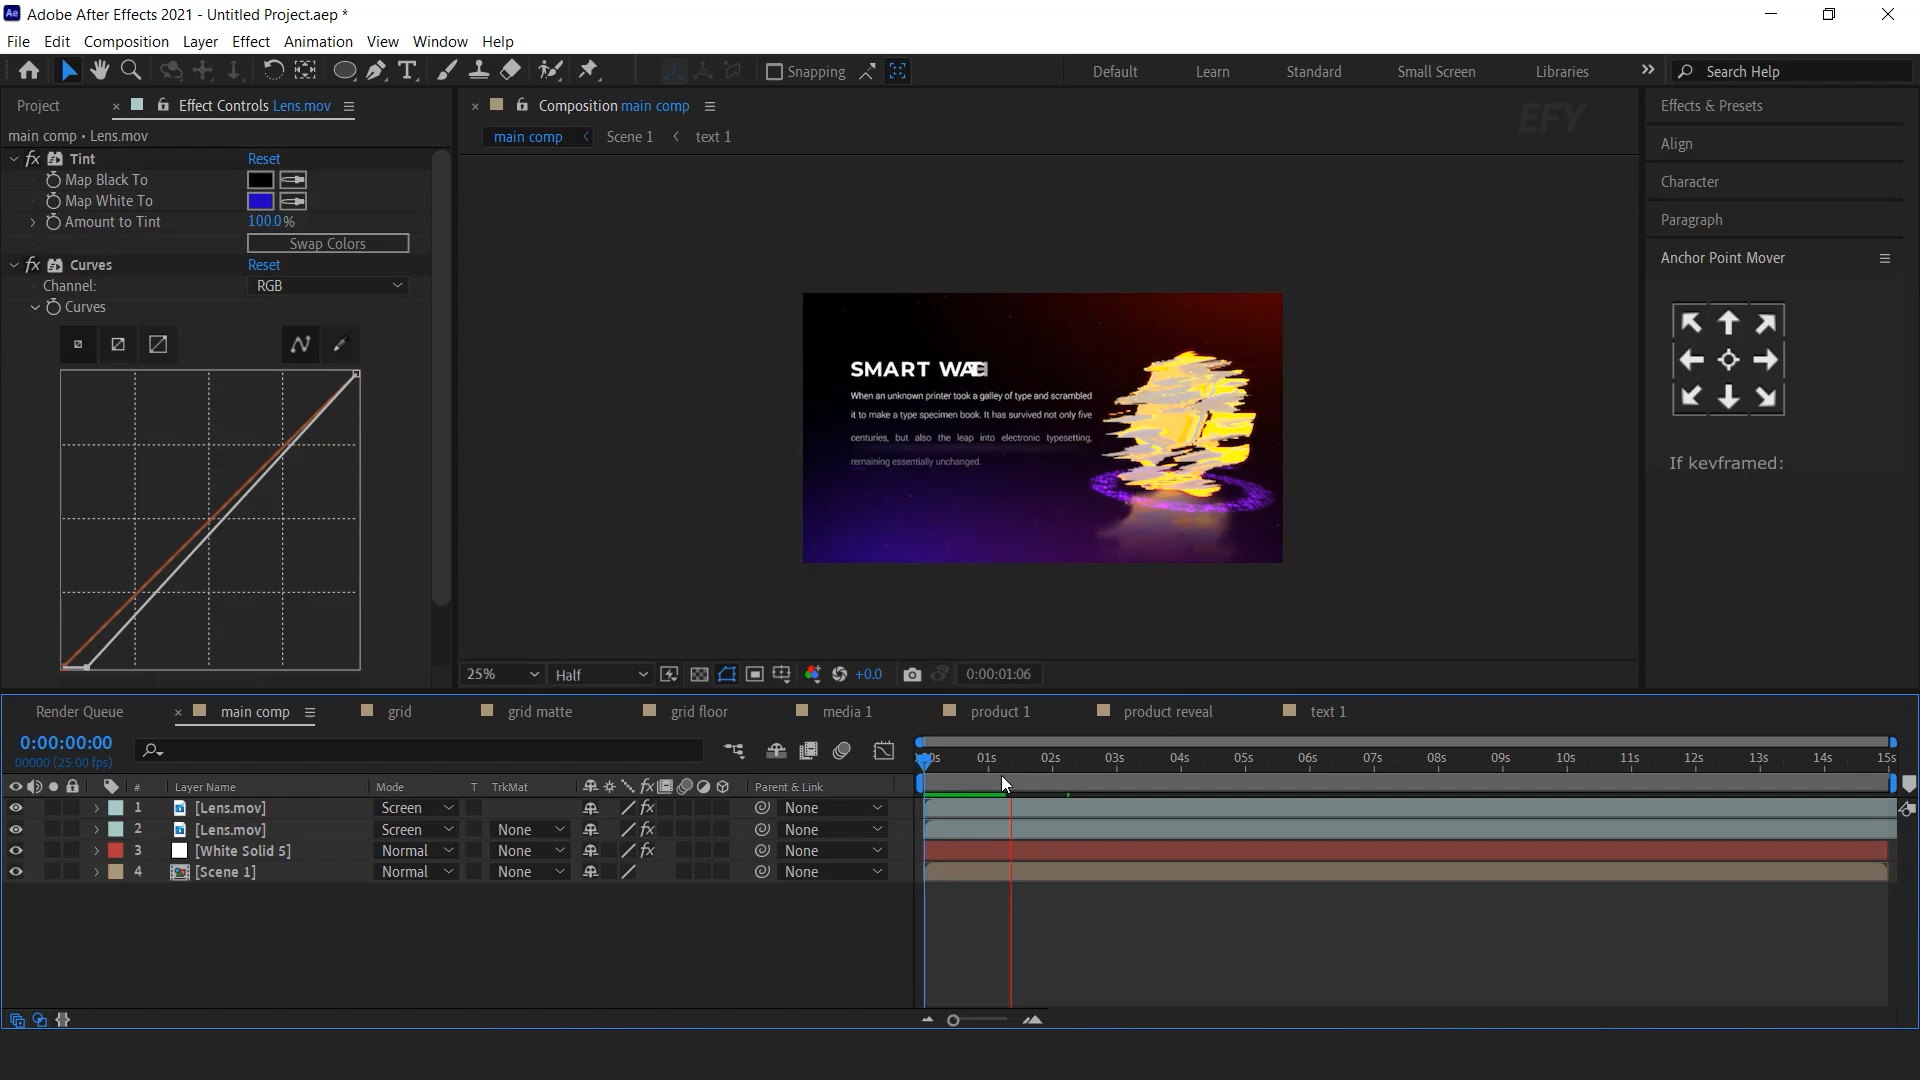 Ae Adobe After Effects 2021 - Untitled Project.aep *
File Edit Composition Layer Effect Animation View Window Help
Snapping
Default Learn Standard Small Screen Libraries
Search Help
Project
Effect Controls Lens.mov
main comp • Lens.mov
fx Tint Reset
Map Black To
Map White To
Amount to Tint 100.0%
Swap Colors
fx Curves Reset
Channel: RGB
Curves
Composition main comp
main comp Scene 1 text 1
EFY
When an unknown printer took a galley of type and scrambled
it to make a type specimen book. It has survived not only five
centuries, but also the leap into electronic typesetting,
remaining essentially unchanged.
SMART
25% Half +0.0 0:00:01:06
Effects & Presets
Align
Character
Paragraph
Anchor Point Mover
If keyframed:
Render Queue main comp grid grid matte grid floor media 1 product 1 product reveal text 1
0:00:00:00
00000 (25.00 fps)
01s 02s 03s 04s 05s 06s 07s 08s 09s 10s 11s 12s 13s 14s 15s
# Layer Name Mode T TrkMat fx Parent & Link
1 [Lens.mov] Screen fx None
2 [Lens.mov] Screen None fx None
3 [White Solid 5] Normal None fx None
4 [Scene 1] Normal None None